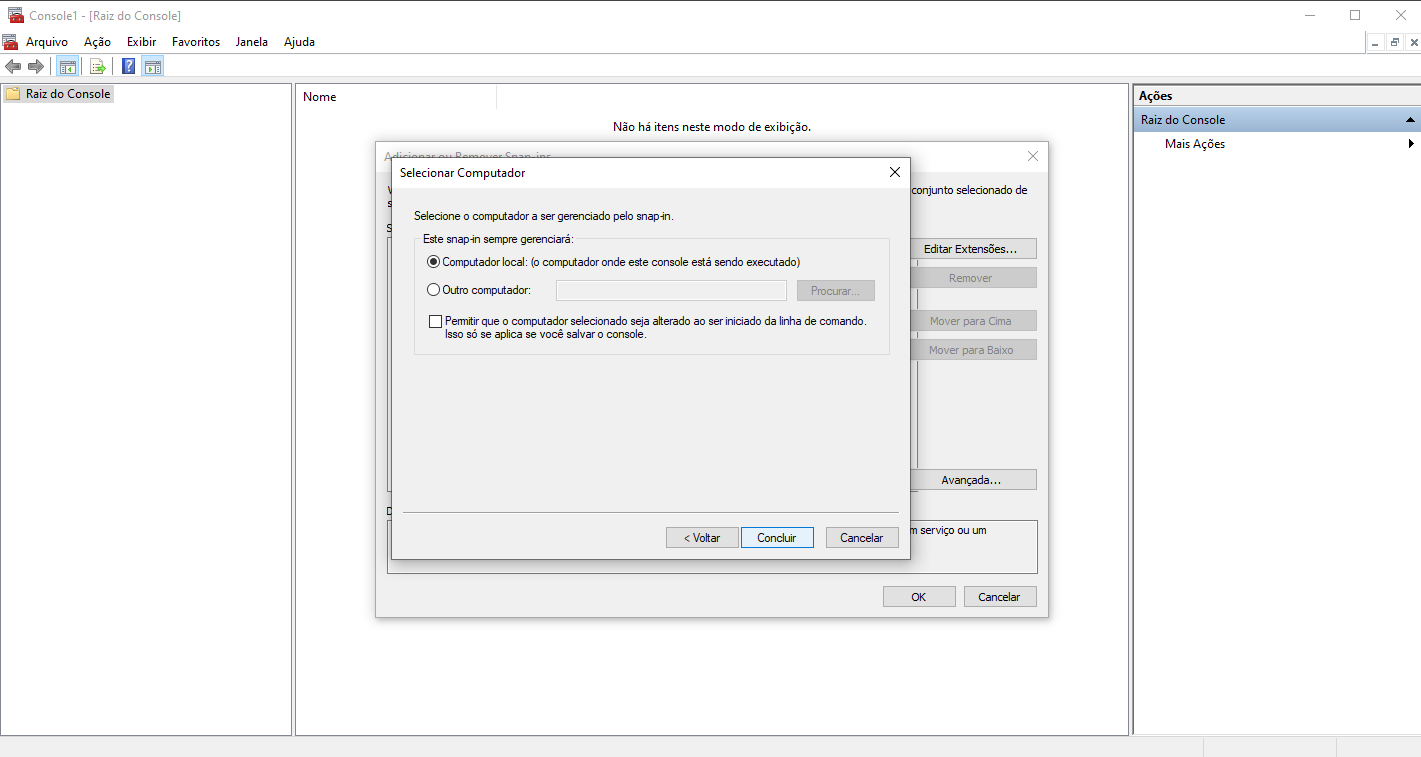 Console1 - [Raiz do Console]
Arquivo Ação Exibir Favoritos Janela Ajuda
Raiz do Console
Nome
Não há itens neste modo de exibição.
Ações
Raiz do Console
Mais Ações
Adicionar ou Remover Snap-ins
conjunto selecionado de
Editar Extensões...
Remover
Mover para Cima
Mover para Baixo
Avançada...
m serviço ou um
OK
Cancelar
Selecionar Computador
Selecione o computador a ser gerenciado pelo snap-in.
Este snap-in sempre gerenciará:
Computador local: (o computador onde este console está sendo executado)
Outro computador:
Procurar...
Permitir que o computador selecionado seja alterado ao ser iniciado da linha de comando.
Isso só se aplica se você salvar o console.
< Voltar
Concluir
Cancelar